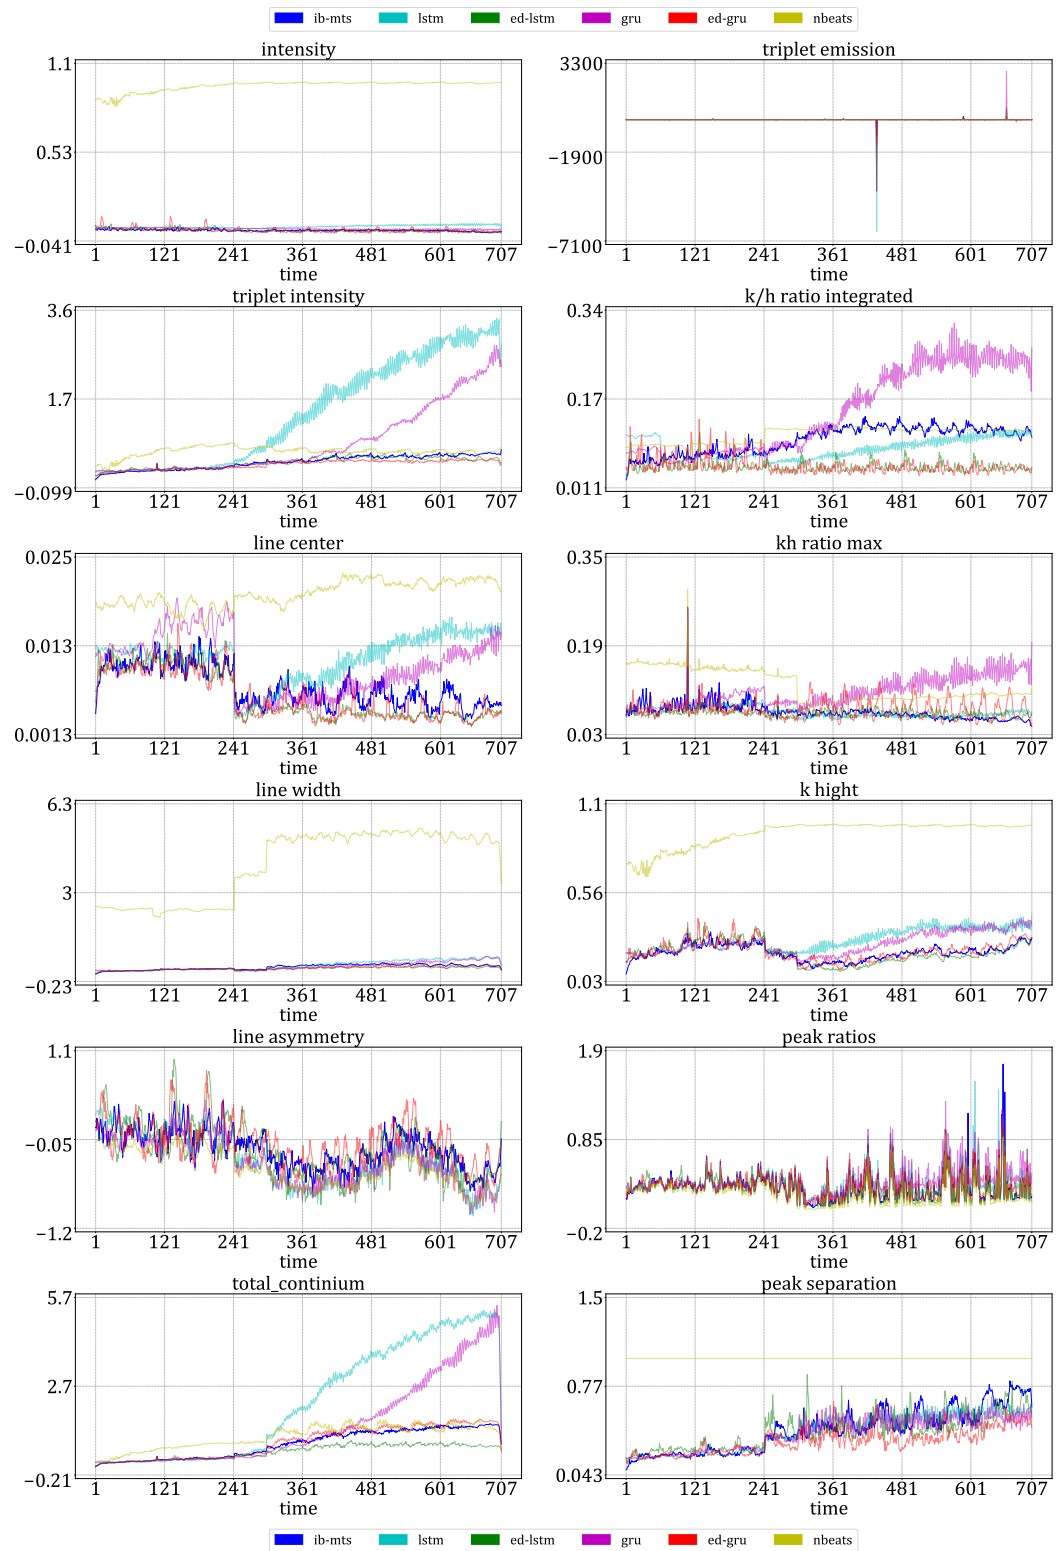 ib-mts lstm ed-lstm gru ed-gru nbeats
intensity
1.1
0.53
−0.041
1 121 241 361 481 601 707
time
triplet emission
3300
−1900
−7100
1 121 241 361 481 601 707
time
triplet intensity
3.6
1.7
−0.099
1 121 241 361 481 601 707
time
k/h ratio integrated
0.34
0.17
0.011
1 121 241 361 481 601 707
time
line center
0.025
0.013
0.0013
1 121 241 361 481 601 707
time
kh ratio max
0.35
0.19
0.03
1 121 241 361 481 601 707
time
line width
6.3
3
−0.23
1 121 241 361 481 601 707
time
k hight
1.1
0.56
0.03
1 121 241 361 481 601 707
time
line asymmetry
1.1
−0.05
−1.2
1 121 241 361 481 601 707
time
peak ratios
1.9
0.85
−0.2
1 121 241 361 481 601 707
time
total_continium
5.7
2.7
−0.21
1 121 241 361 481 601 707
time
peak separation
1.5
0.77
0.043
1 121 241 361 481 601 707
time
ib-mts lstm ed-lstm gru ed-gru nbeats